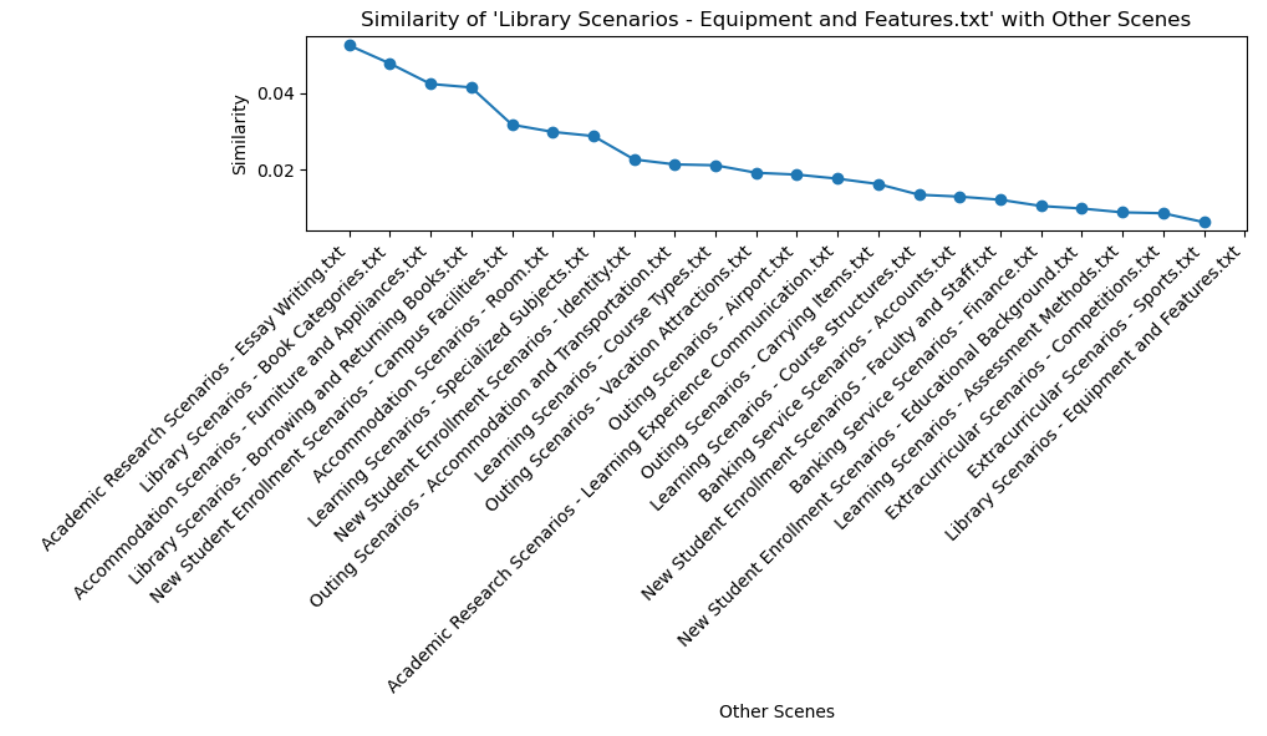 Similarity of 'Library Scenarios - Equipment and Features.txt' with Other Scenes
Similarity
0.04
0.02
Academic Research Scenarios - Essay Writing.txt
Library Scenarios - Book Categories.txt
Accommodation Scenarios - Furniture and Appliances.txt
Library Scenarios - Borrowing and Returning Books.txt
New Student Enrollment Scenarios - Campus Facilities.txt
Accommodation Scenarios - Room.txt
Learning Scenarios - Specialized Subjects.txt
New Student Enrollment Scenarios - Identity.txt
Outing Scenarios - Accommodation and Transportation.txt
Learning Scenarios - Course Types.txt
Outing Scenarios - Vacation Attractions.txt
Outing Scenarios - Airport.txt
Academic Research Scenarios - Learning Experience Communication.txt
Outing Scenarios - Carrying Items.txt
Learning Scenarios - Course Structures.txt
Banking Service Scenarios - Accounts.txt
New Student Enrollment Scenarios - Faculty and Staff.txt
Banking Service Scenarios - Finance.txt
New Student Enrollment Scenarios - Educational Background.txt
Learning Scenarios - Assessment Methods.txt
Extracurricular Scenarios - Competitions.txt
Extracurricular Scenarios - Sports.txt
Library Scenarios - Equipment and Features.txt
Other Scenes